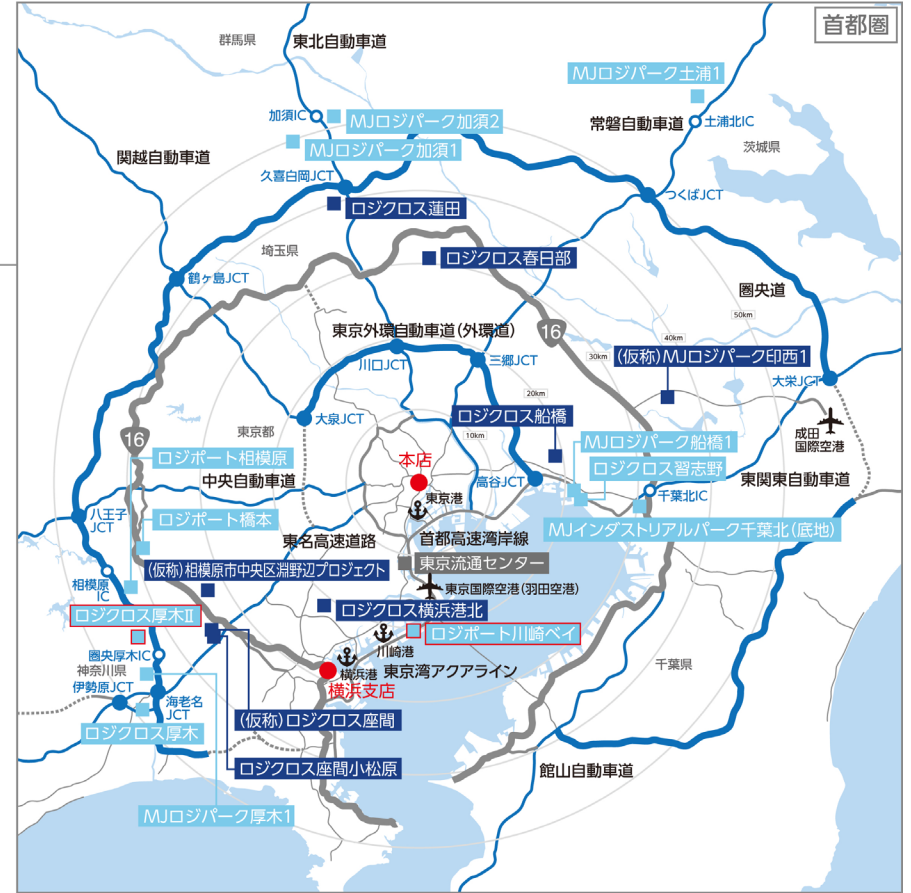 首都圏
群馬県
東北自動車道
MJロジパーク土浦1
加須IC
MJロジパーク加須2
常磐自動車道
土浦北IC
茨城県
関越自動車道
MJロジパーク加須1
久喜白岡JCT
つくばJCT
ロジクロス蓮田
埼玉県
ロジクロス春日部
鶴ヶ島JCT
圏央道
50km
東京外環自動車道(外環道)
16
40km
30km
(仮称)MJロジパーク印西1
川口JCT
三郷JCT
大栄JCT
20km
大泉JCT
ロジクロス船橋
東京都
10km
成田
国際空港
16
MJロジパーク船橋1
ロジポート相模原
本店
ロジクロス習志野
中央自動車道
高谷JCT
東関東自動車道
千葉北IC
東京港
八王子
JCT
ロジポート橋本
MJインダストリアルパーク千葉北(底地)
東名高速道路
首都高速湾岸線
東京流通センター
(仮称)相模原市中央区淵野辺プロジェクト
相模原
IC
東京国際空港(羽田空港)
ロジクロス厚木Ⅱ
ロジクロス横浜港北
ロジポート川崎ベイ
川崎港
圏央厚木IC
神奈川県
横浜港
東京湾アクアライン
千葉県
伊勢原JCT
横浜支店
海老名
JCT
(仮称)ロジクロス座間
ロジクロス厚木
ロジクロス座間小松原
館山自動車道
MJロジパーク厚木1